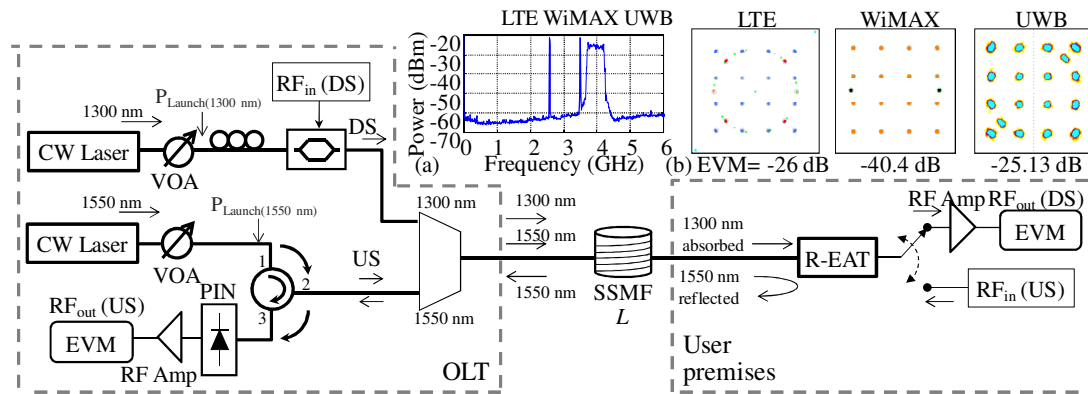 LTE WiMAX UWB
Power (dBm)
-20
-30
-40
-50
-60
-70
0 1 2 3 4 5 6
Frequency (GHz)
(a)
LTE
WiMAX
UWB
(b)
EVM= -26 dB
-40.4 dB
-25.13 dB
1300 nm
P Launch(1300 nm)
CW Laser
VOA
RFin (DS)
DS
1550 nm
P Launch(1550 nm)
CW Laser
VOA
1
2
3
US
1300 nm
1550 nm
PIN
RFout (US)
EVM
RF Amp
OLT
1300 nm
1550 nm
1550 nm
SSMF
L
1300 nm
absorbed
1550 nm
reflected
R-EAT
RF Amp
RFout (DS)
EVM
RFin (US)
User
premises